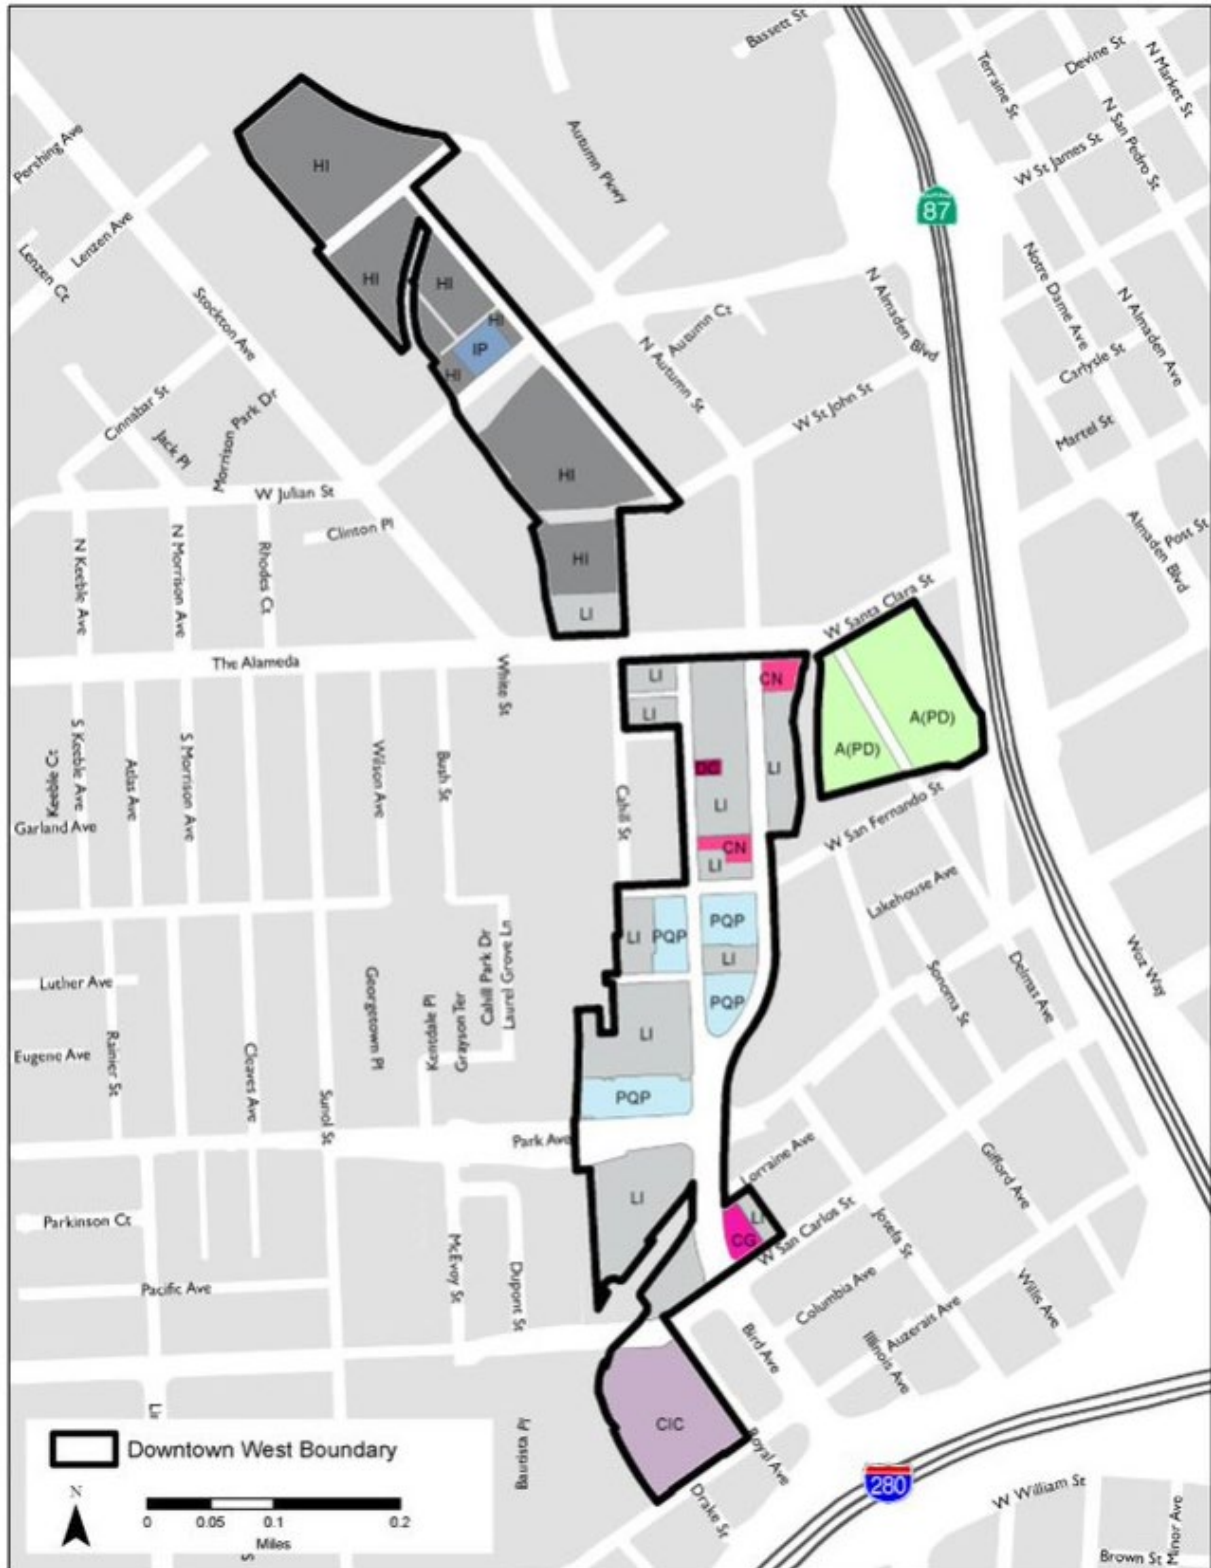 Bassett St
Terraine St
Devine St
N Market St
Pershing Ave
Autumn Pkwy
N San Pedro St
W St James St
HI
87
Lenzen Ave
Lenzen Ct
Stockton Ave
HI
HI
HI
IP
HI
N Almaden Blvd
Notre Dame Ave
N Almaden Ave
Autumn Ct
N Autumn St
Carlysle St
Cinnabar St
Jack Pl
Morrison Park Dr
W St John St
Martel St
HI
W Julian St
Clinton Pl
Almaden Blvd
Post St
N Keeble Ave
N Morrison Ave
Rhodes Ct
HI
LI
W Santa Clara St
The Alameda
White St
LI
CN
LI
A(PD)
A(PD)
Keeble Ct
S Keeble Ave
Atlas Ave
S Morrison Ave
Wilson Ave
Bush St
Cahill St
LI
LI
W San Fernando St
Garland Ave
CN
LI
Lakehouse Ave
PQP
LI
PQP
LI
PQP
Luther Ave
Georgetown Pl
Kentdale Pl
Grayson Ter
Cahill Park Dr
Laurel Grove Ln
Sonoma St
Delmas Ave
Woz Way
LI
Eugene Ave
Rainier St
Cleaves Ave
Sunol St
PQP
Park Ave
Lorraine Ave
Gifford Ave
LI
LI
CG
W San Carlos St
Josefa St
Parkinson Ct
McEvoy St
Dupont St
Pacific Ave
Columbia Ave
Willis Ave
Auzerais Ave
Illinois Ave
Bird Ave
CIC
Royal Ave
Bautista Pl
Drake St
280
W William St
Minor Ave
Brown St
Downtown West Boundary
N
0 0.05 0.1 0.2
Miles